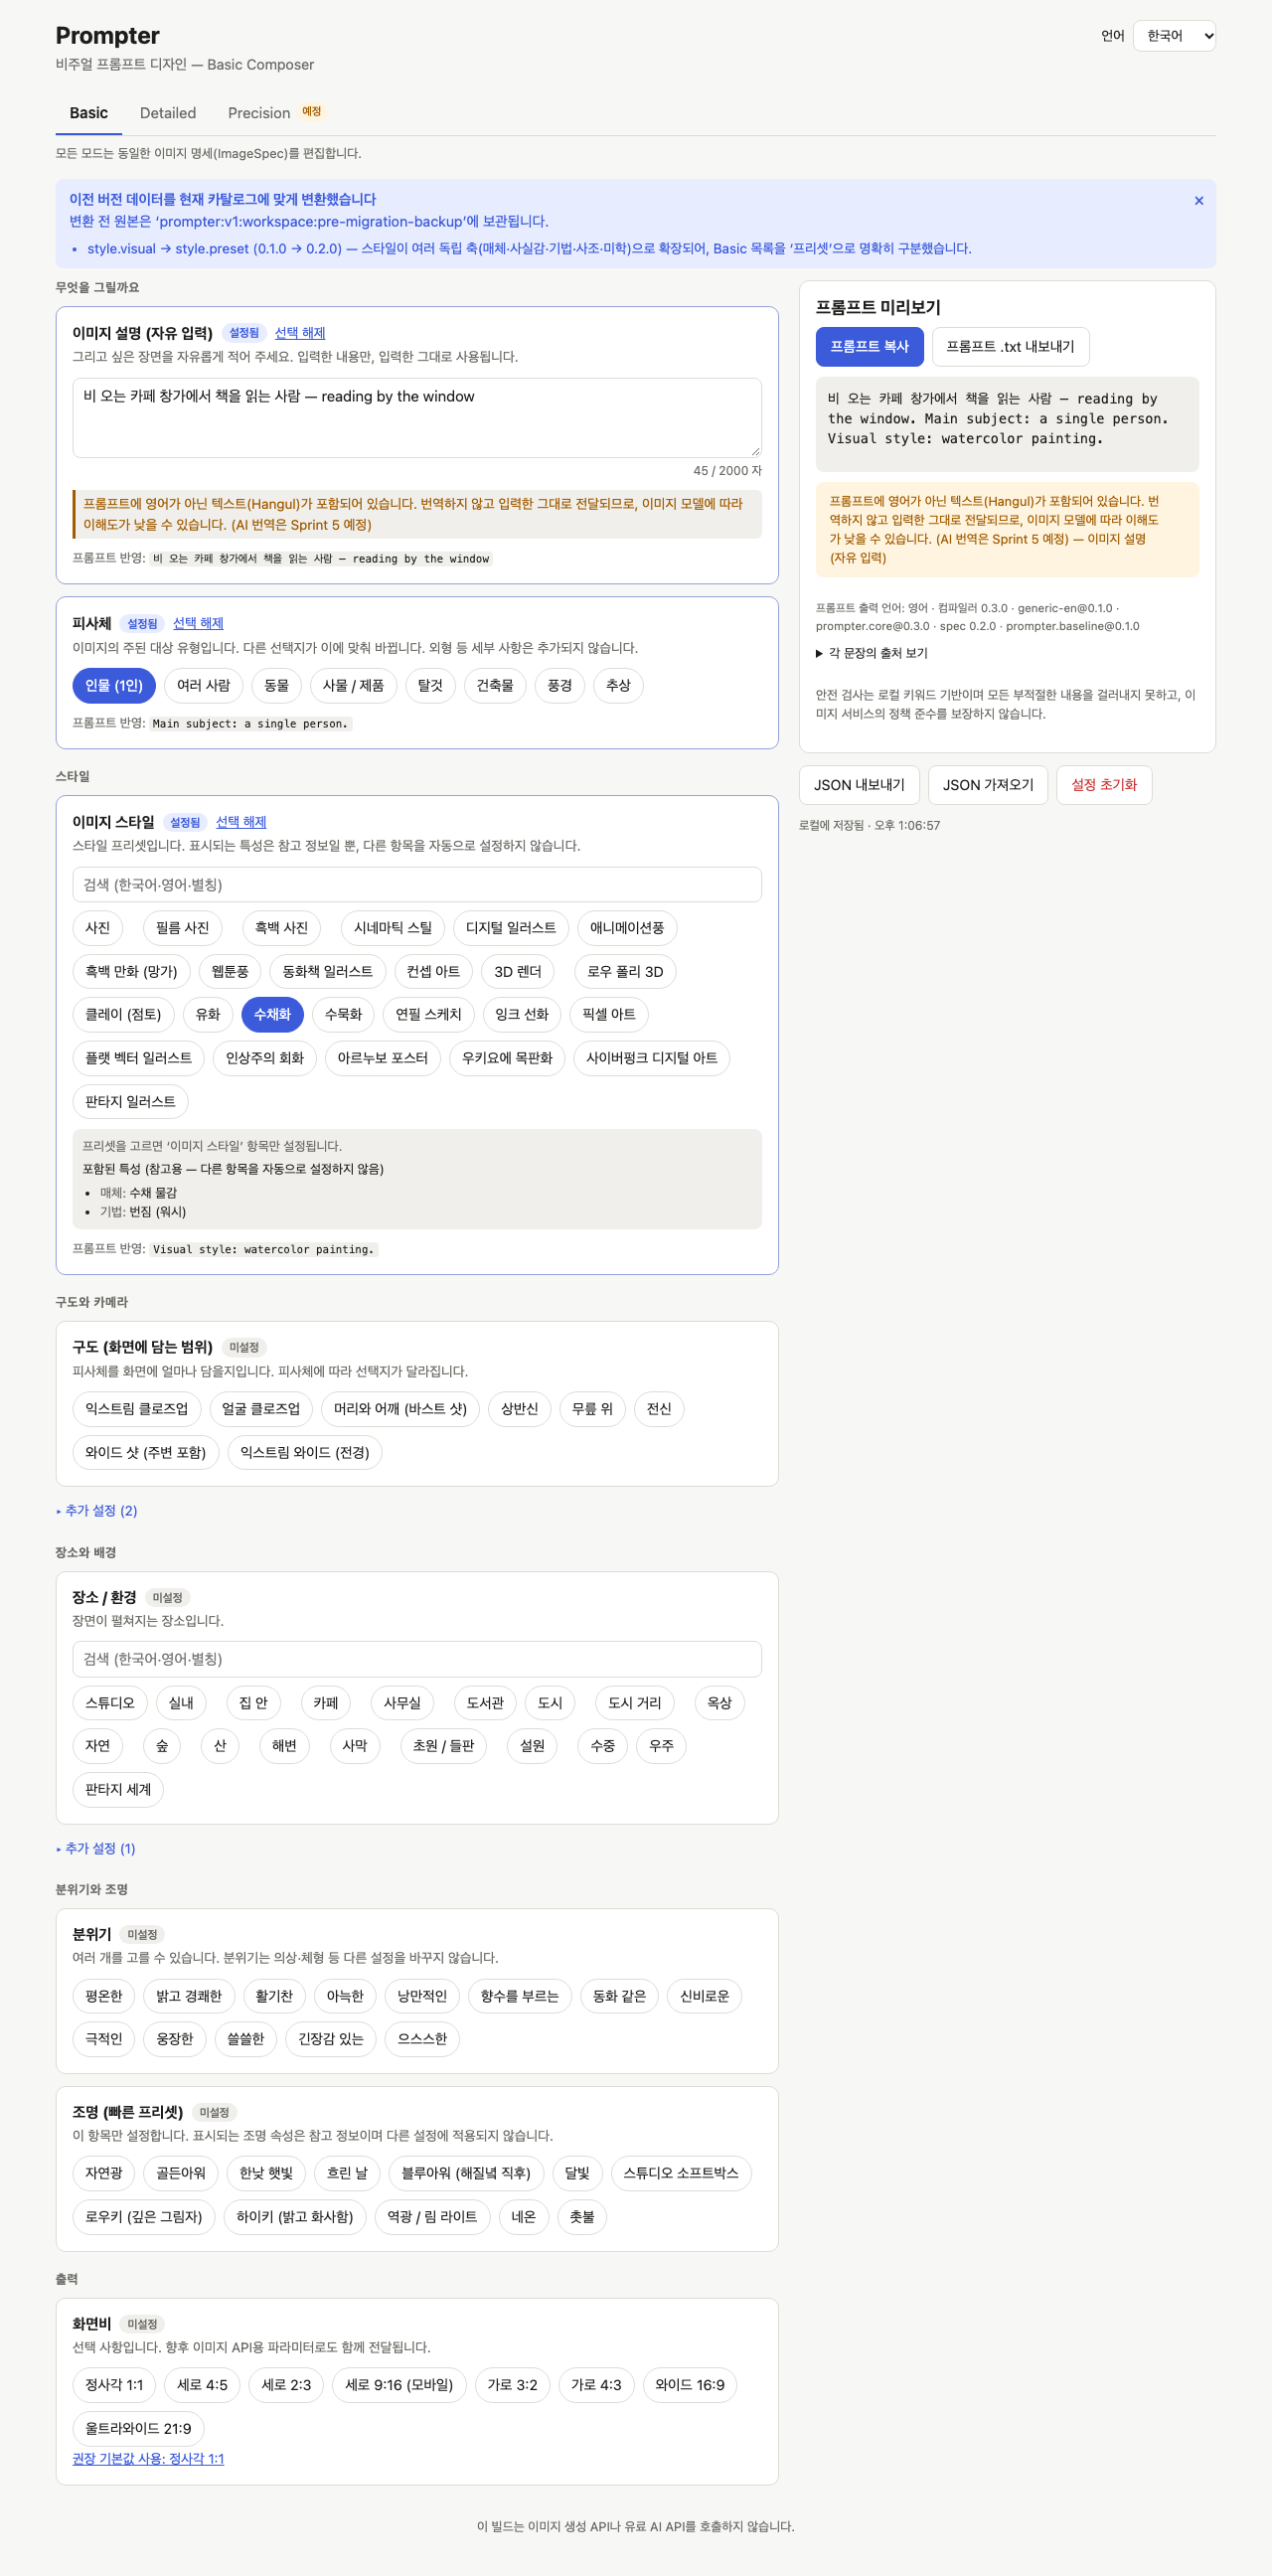 Prompter
언어 한국어
비주얼 프롬프트 디자인 — Basic Composer
Basic Detailed Precision 예정
모든 모드는 동일한 이미지 명세(ImageSpec)를 편집합니다.
이전 버전 데이터를 현재 카탈로그에 맞게 변환했습니다 ×
변환 전 원본은 ‘prompter:v1:workspace:pre-migration-backup’에 보관됩니다.
• style.visual → style.preset (0.1.0 → 0.2.0) — 스타일이 여러 독립 축(매체·사실감·기법·사조·미학)으로 확장되어, Basic 목록을 ‘프리셋’으로 명확히 구분했습니다.
무엇을 그릴까요
이미지 설명 (자유 입력) 설정됨 선택 해제
그리고 싶은 장면을 자유롭게 적어 주세요. 입력한 내용만, 입력한 그대로 사용됩니다.
비 오는 카페 창가에서 책을 읽는 사람 — reading by the window
45 / 2000 자
프롬프트에 영어가 아닌 텍스트(Hangul)가 포함되어 있습니다. 번역하지 않고 입력한 그대로 전달되므로, 이미지 모델에 따라
이해도가 낮을 수 있습니다. (AI 번역은 Sprint 5 예정)
프롬프트 반영: 비 오는 카페 창가에서 책을 읽는 사람 — reading by the window
피사체 설정됨 선택 해제
이미지의 주된 대상 유형입니다. 다른 선택지가 이에 맞춰 바뀝니다. 외형 등 세부 사항은 추가되지 않습니다.
인물 (1인) 여러 사람 동물 사물 / 제품 탈것 건축물 풍경 추상
프롬프트 반영: Main subject: a single person.
스타일
이미지 스타일 설정됨 선택 해제
스타일 프리셋입니다. 표시되는 특성은 참고 정보일 뿐, 다른 항목을 자동으로 설정하지 않습니다.
검색 (한국어·영어·별칭)
사진 필름 사진 흑백 사진 시네마틱 스틸 디지털 일러스트 애니메이션풍
흑백 만화 (망가) 웹툰풍 동화책 일러스트 컨셉 아트 3D 렌더 로우 폴리 3D
클레이 (점토) 유화 수채화 수묵화 연필 스케치 잉크 선화 픽셀 아트
플랫 벡터 일러스트 인상주의 회화 아르누보 포스터 우키요에 목판화 사이버펑크 디지털 아트
판타지 일러스트
프리셋을 고르면 ‘이미지 스타일’ 항목만 설정됩니다.
포함된 특성 (참고용 — 다른 항목을 자동으로 설정하지 않음)
• 매체: 수채 물감
• 기법: 번짐 (워시)
프롬프트 반영: Visual style: watercolor painting.
구도와 카메라
구도 (화면에 담는 범위) 미설정
피사체를 화면에 얼마나 담을지입니다. 피사체에 따라 선택지가 달라집니다.
익스트림 클로즈업 얼굴 클로즈업 머리와 어깨 (바스트 샷) 상반신 무릎 위 전신
와이드 샷 (주변 포함) 익스트림 와이드 (전경)
▸ 추가 설정 (2)
장소와 배경
장소 / 환경 미설정
장면이 펼쳐지는 장소입니다.
검색 (한국어·영어·별칭)
스튜디오 실내 집 안 카페 사무실 도서관 도시 도시 거리 옥상
자연 숲 산 해변 사막 초원 / 들판 설원 수중 우주
판타지 세계
▸ 추가 설정 (1)
분위기와 조명
분위기 미설정
여러 개를 고를 수 있습니다. 분위기는 의상·체형 등 다른 설정을 바꾸지 않습니다.
평온한 밝고 경쾌한 활기찬 아늑한 낭만적인 향수를 부르는 동화 같은 신비로운
극적인 웅장한 쓸쓸한 긴장감 있는 으스스한
조명 (빠른 프리셋) 미설정
이 항목만 설정합니다. 표시되는 조명 속성은 참고 정보이며 다른 설정에 적용되지 않습니다.
자연광 골든아워 한낮 햇빛 흐린 날 블루아워 (해질녘 직후) 달빛 스튜디오 소프트박스
로우키 (깊은 그림자) 하이키 (밝고 화사함) 역광 / 림 라이트 네온 촛불
출력
화면비 미설정
선택 사항입니다. 향후 이미지 API용 파라미터로도 함께 전달됩니다.
정사각 1:1 세로 4:5 세로 2:3 세로 9:16 (모바일) 가로 3:2 가로 4:3 와이드 16:9
울트라와이드 21:9
권장 기본값 사용: 정사각 1:1
프롬프트 미리보기
프롬프트 복사 프롬프트 .txt 내보내기
비 오는 카페 창가에서 책을 읽는 사람 — reading by
the window. Main subject: a single person.
Visual style: watercolor painting.
프롬프트에 영어가 아닌 텍스트(Hangul)가 포함되어 있습니다. 번
역하지 않고 입력한 그대로 전달되므로, 이미지 모델에 따라 이해도
가 낮을 수 있습니다. (AI 번역은 Sprint 5 예정) — 이미지 설명
(자유 입력)
프롬프트 출력 언어: 영어 · 컴파일러 0.3.0 · generic-en@0.1.0 ·
prompter.core@0.3.0 · spec 0.2.0 · prompter.baseline@0.1.0
▶ 각 문장의 출처 보기
안전 검사는 로컬 키워드 기반이며 모든 부적절한 내용을 걸러내지 못하고, 이
미지 서비스의 정책 준수를 보장하지 않습니다.
JSON 내보내기 JSON 가져오기 설정 초기화
로컬에 저장됨 · 오후 1:06:57
이 빌드는 이미지 생성 API나 유료 AI API를 호출하지 않습니다.